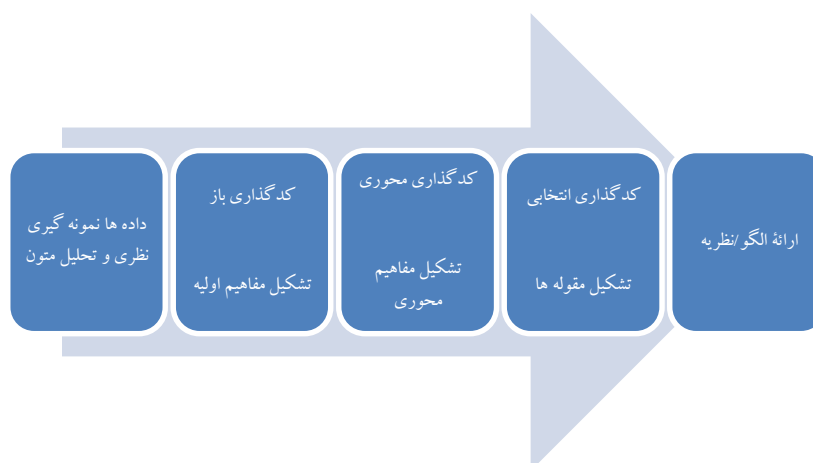 داده ها نمونه گیری
نظری و تحلیل متون
کدگذاری باز
تشکیل مفاهیم اولیه
کدگذاری محوری
تشکیل مفاهیم
محوری
کدگذاری انتخابی
تشکیل مقوله ها
ارائۀ الگو/نظریه